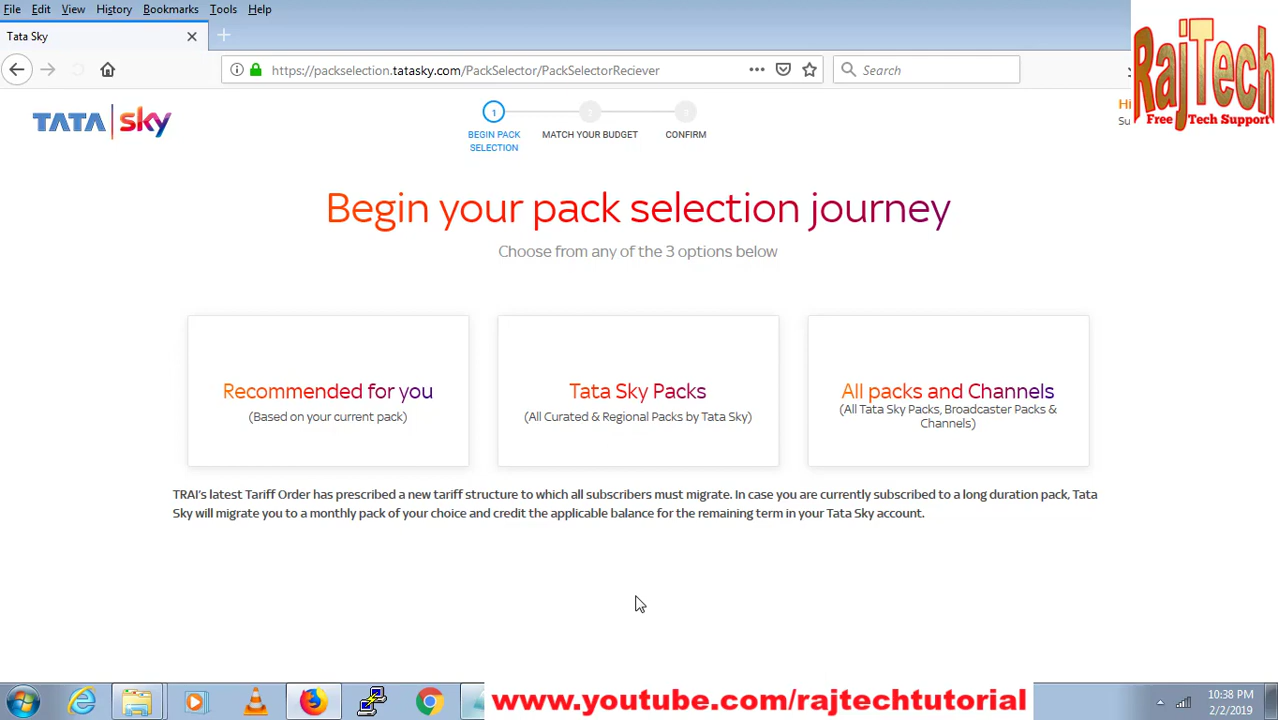 File Edit View History Bookmarks Tools Help
Tata Sky
https://packselection.tatasky.com/PackSelector/PackSelectorReciever
Search
RajTech
Free Tech Support
TATA sky
1
BEGIN PACK
SELECTION
MATCH YOUR BUDGET
CONFIRM
Hi
Su
Begin your pack selection journey
Choose from any of the 3 options below
Recommended for you
(Based on your current pack)
Tata Sky Packs
(All Curated & Regional Packs by Tata Sky)
All packs and Channels
(All Tata Sky Packs, Broadcaster Packs &
Channels)
TRAI's latest Tariff Order has prescribed a new tariff structure to which all subscribers must migrate. In case you are currently subscribed to a long duration pack, Tata
Sky will migrate you to a monthly pack of your choice and credit the applicable balance for the remaining term in your Tata Sky account.
www.youtube.com/rajtechtutorial
10:38 PM
2/2/2019